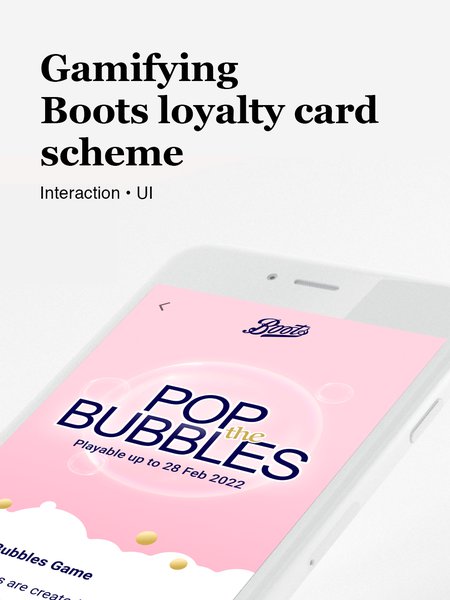 Gamifying
Boots loyalty card
scheme
Interaction • UI
Boots
POP
the
BUBBLES
Playable up to 28 Feb 2022
Bubbles Game
are create